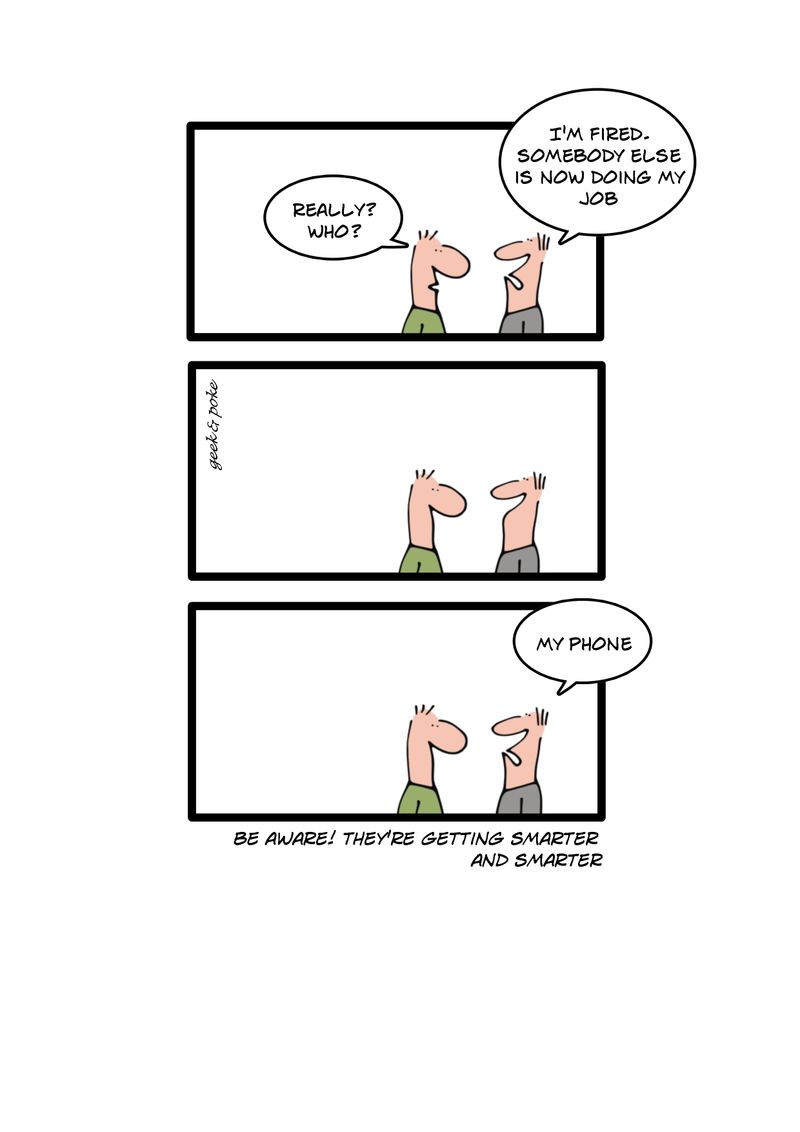 I'M FIRED.
SOMEBODY ELSE
IS NOW DOING MY
JOB
REALLY?
WHO?
geek & poke
MY PHONE
BE AWARE! THEY'RE GETTING SMARTER
AND SMARTER